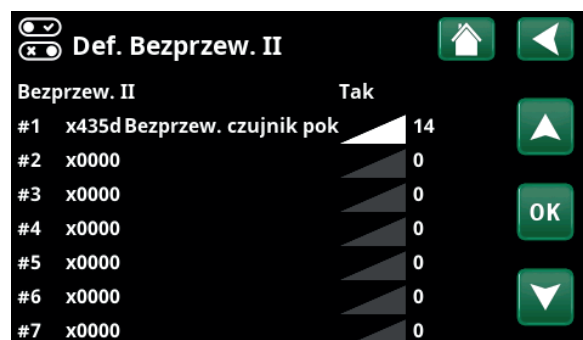 Def. Bezprzew. II
Bezprzew. II Tak
#1 x435d Bezprzew. czujnik pok 14
#2 x0000 0
#3 x0000 0
#4 x0000 0
OK
#5 x0000 0
#6 x0000 0
#7 x0000 0